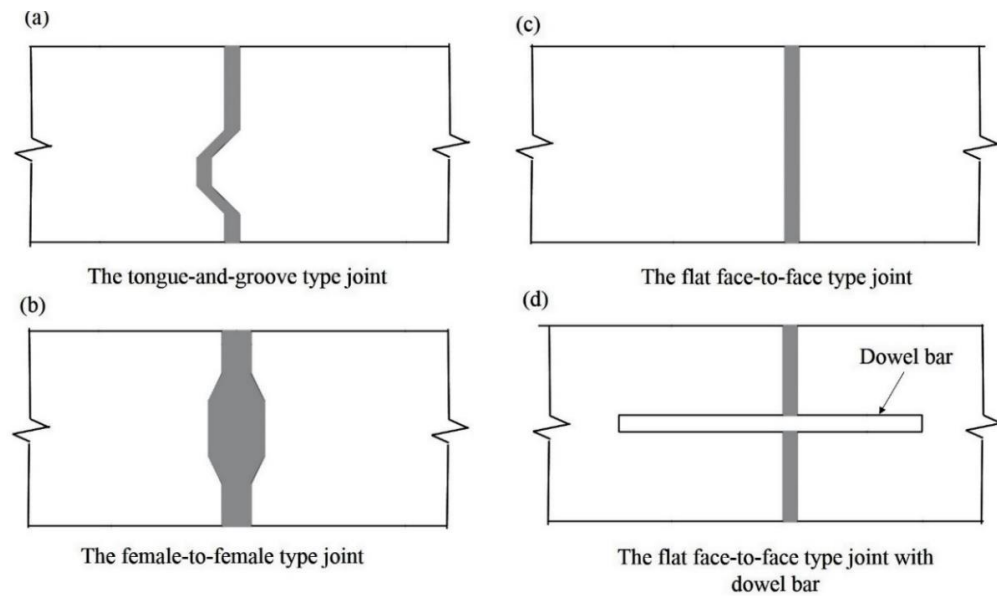 (a)
The tongue-and-groove type joint
(b)
The female-to-female type joint
(c)
The flat face-to-face type joint
(d)
Dowel bar
The flat face-to-face type joint with
dowel bar